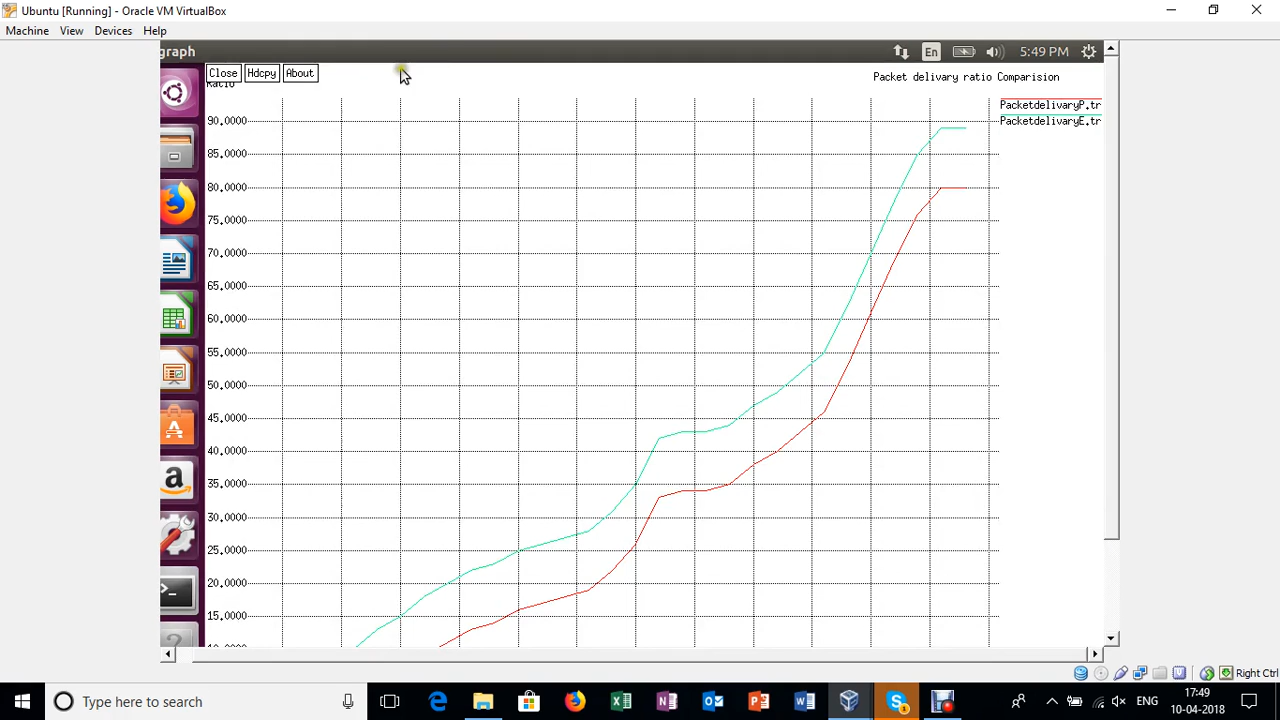 Ubuntu [Running] - Oracle VM VirtualBox
Machine View Devices Help
graph
En
5:49 PM
Close Hdcpy About
Packet delivary ratio Comparision
PacketdelivaryP.tr
PacketdelivaryE.tr
90.0000
85.0000
80.0000
75.0000
70.0000
65.0000
60.0000
55.0000
50.0000
45.0000
40.0000
35.0000
30.0000
25.0000
20.0000
15.0000
Right Ctrl
Type here to search
ENG
17:49
10-04-2018